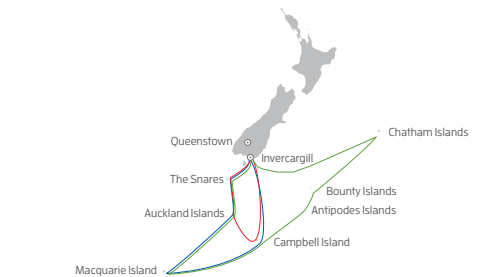 Queenstown
Chatham Islands
Invercargill
The Snares
Bounty Islands
Auckland Islands
Antipodes Islands
Campbell Island
Macquarie Island